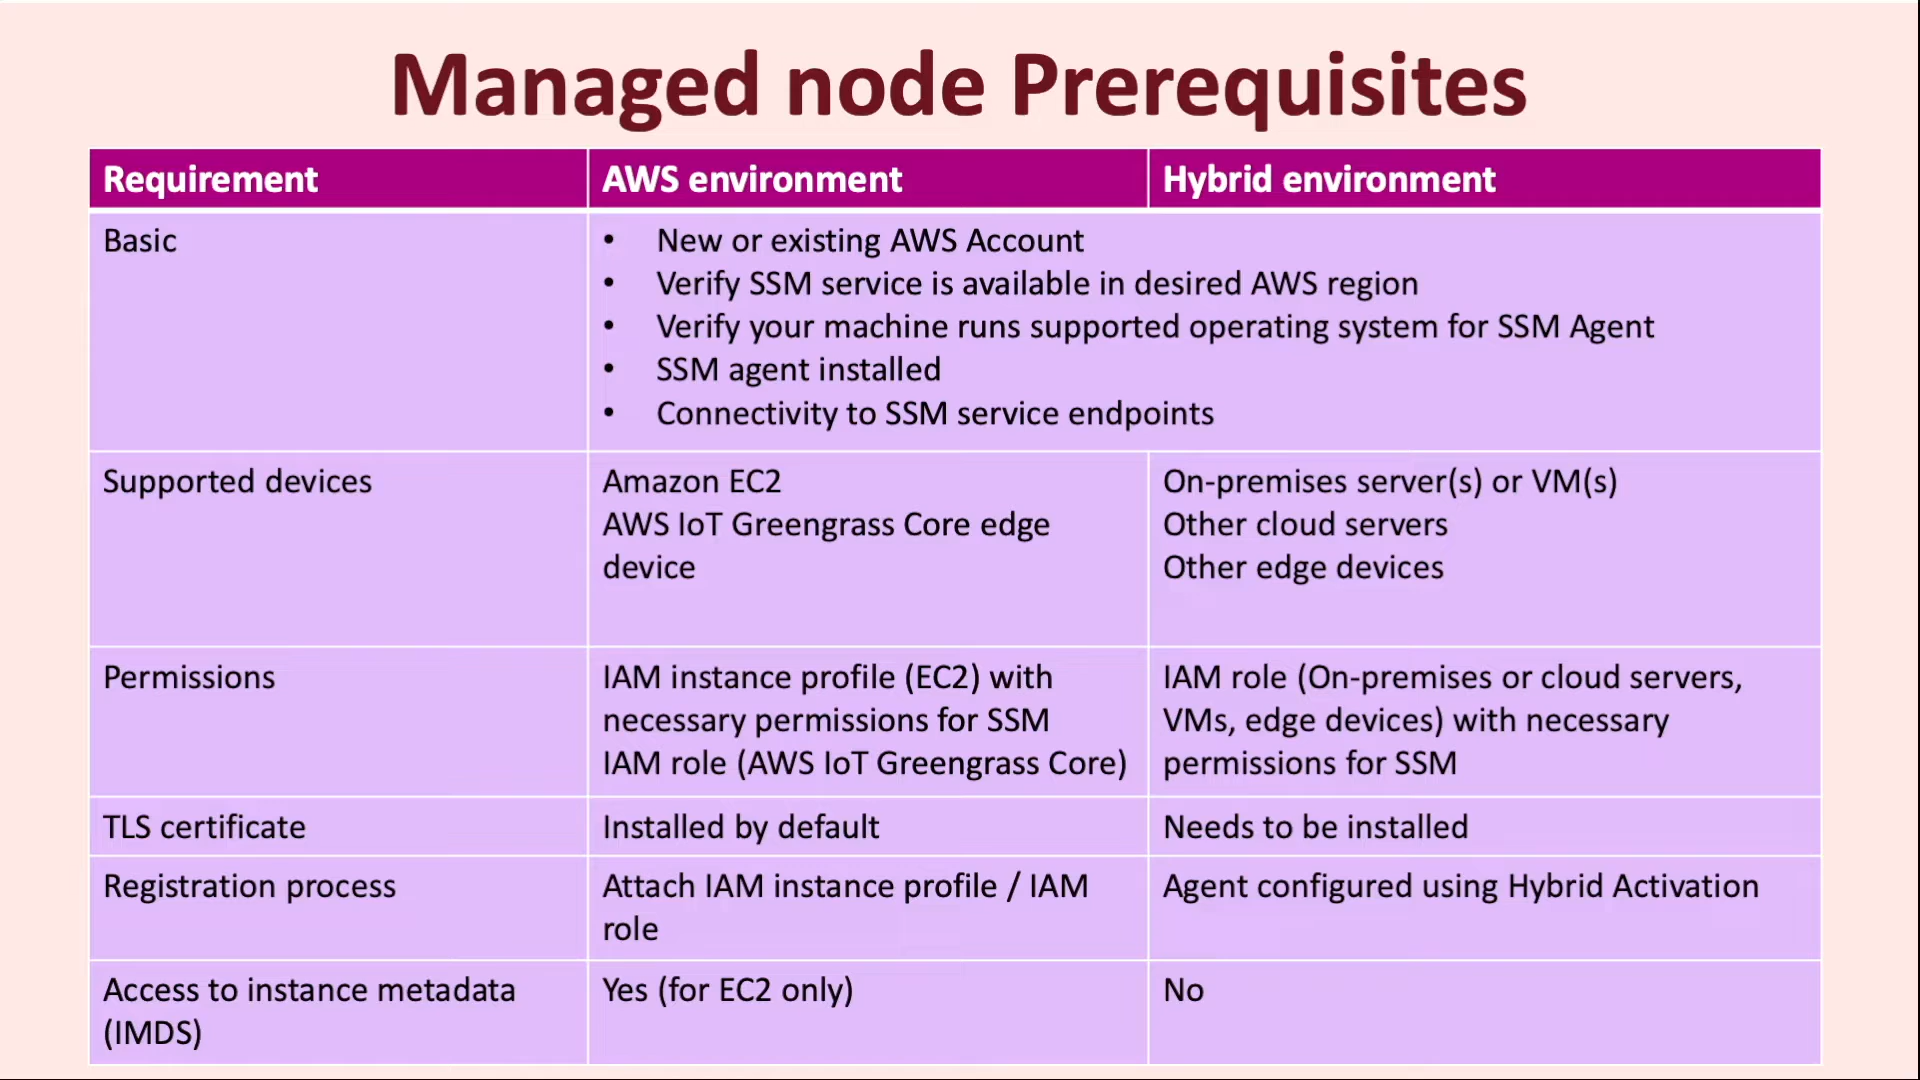 Managed node Prerequisites
Requirement
AWS environment
Hybrid environment
Basic
• New or existing AWS Account
• Verify SSM service is available in desired AWS region
• Verify your machine runs supported operating system for SSM Agent
• SSM agent installed
• Connectivity to SSM service endpoints
Supported devices
Amazon EC2
AWS IoT Greengrass Core edge
device
On-premises server(s) or VM(s)
Other cloud servers
Other edge devices
Permissions
IAM instance profile (EC2) with
necessary permissions for SSM
IAM role (AWS IoT Greengrass Core)
IAM role (On-premises or cloud servers,
VMs, edge devices) with necessary
permissions for SSM
TLS certificate
Installed by default
Needs to be installed
Registration process
Attach IAM instance profile / IAM
role
Agent configured using Hybrid Activation
Access to instance metadata
(IMDS)
Yes (for EC2 only)
No